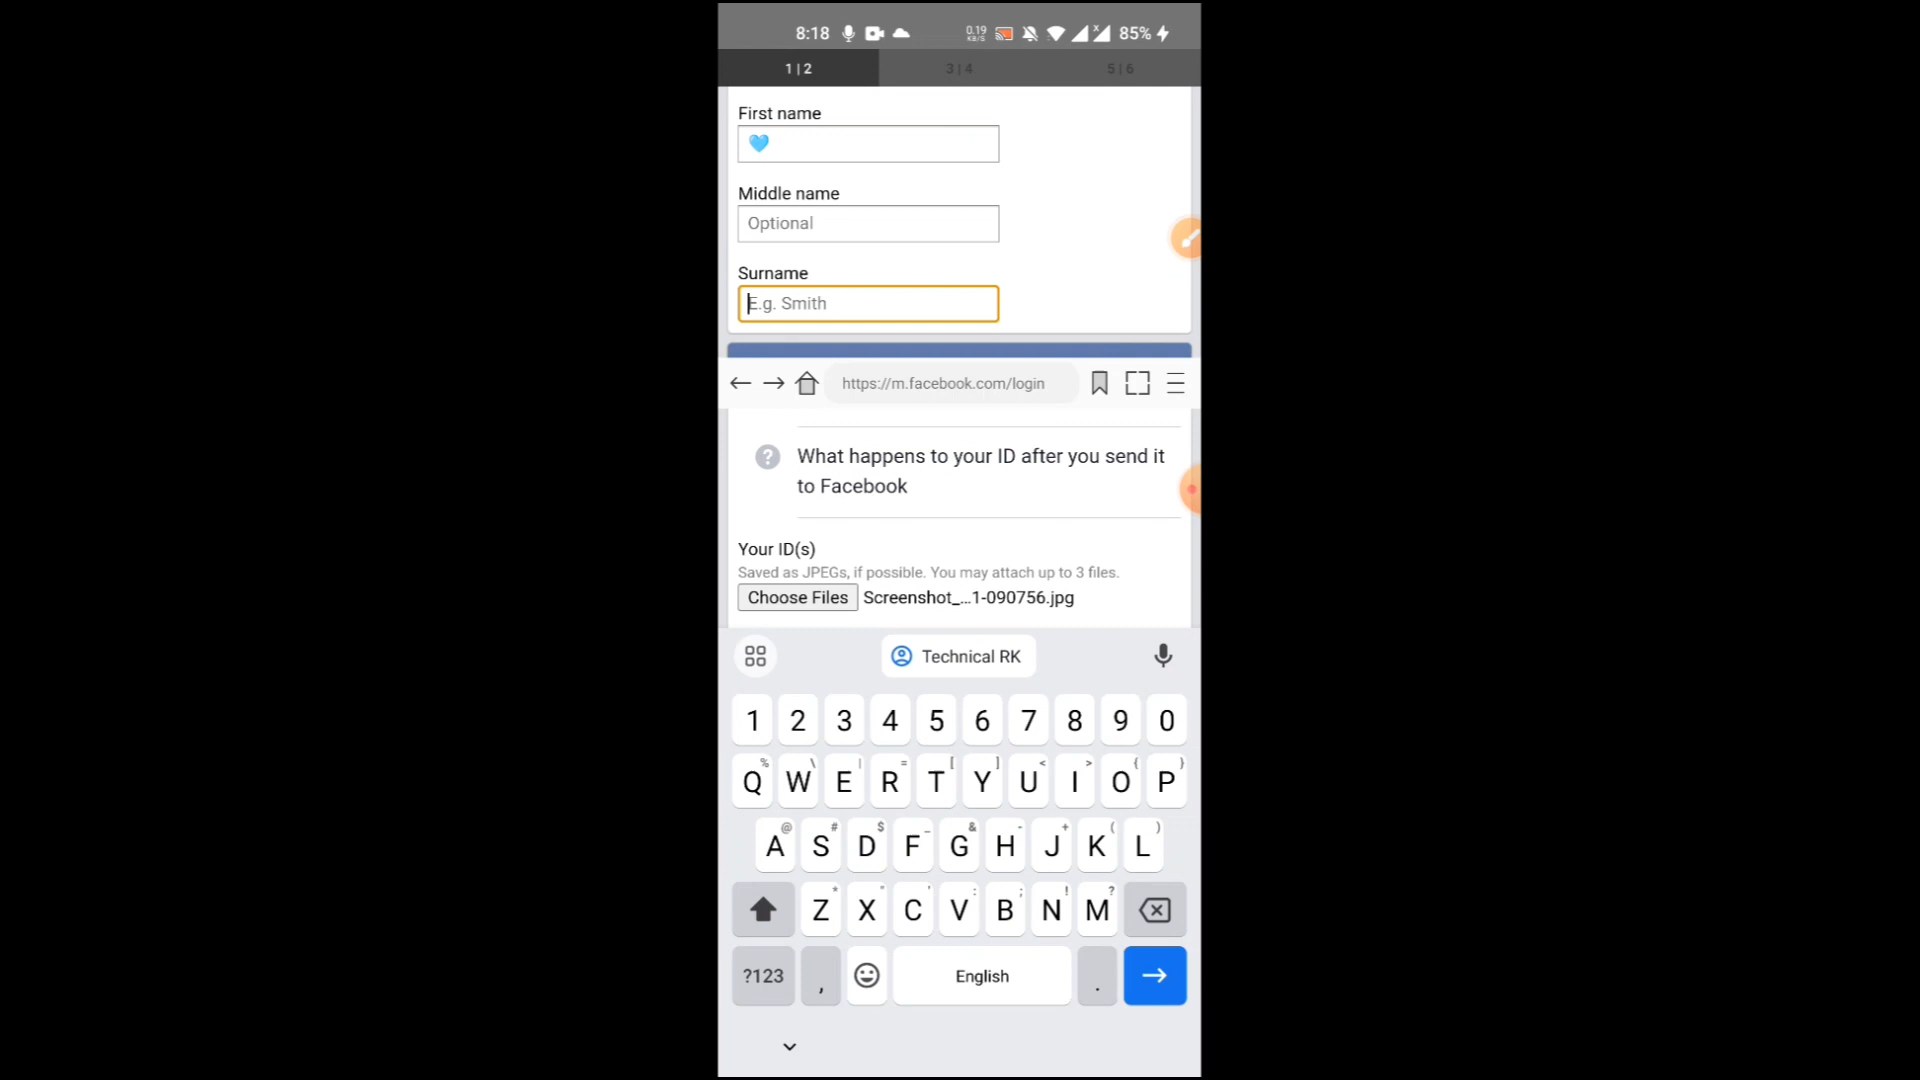 8:18 0.19 KB/S x 85%
1|2 3|4 5|6
First name
🩵
Middle name
Optional
Surname
E.g. Smith
https://m.facebook.com/login
? What happens to your ID after you send it
to Facebook
Your ID(s)
Saved as JPEGs, if possible. You may attach up to 3 files.
Choose Files Screenshot_...1-090756.jpg
Technical RK
1 2 3 4 5 6 7 8 9 0
% \ | = [ ] < > { }
Q W E R T Y U I O P
@ # $ _ & - + ( )
A S D F G H J K L
* " ' : ; ! ?
Z X C V B N M
?123 , English .